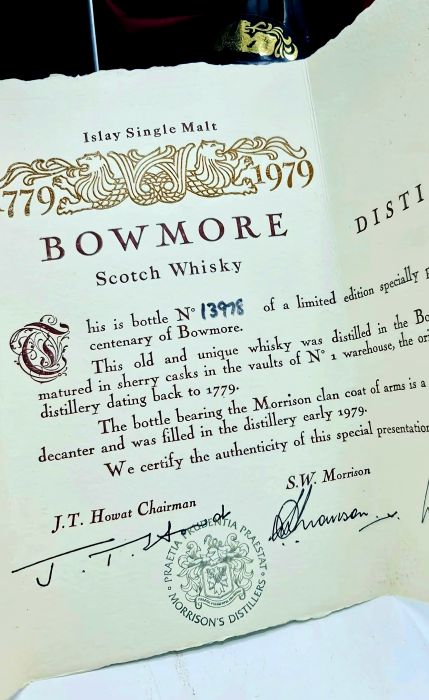 Islay Single Malt
1779 1979
BOWMORE
Scotch Whisky
This is bottle Nº 13978 of a limited edition specially
centenary of Bowmore.
This old and unique whisky was distilled in the Bo
matured in sherry casks in the vaults of Nº 1 warehouse, the ori
distillery dating back to 1779.
The bottle bearing the Morrison clan coat of arms is a
decanter and was filled in the distillery early 1979.
We certify the authenticity of this special presentation
J.T. Howat Chairman
S.W. Morrison
J. T. Howat
PRAETIO PRUDENTIA PRAESTAT
MORRISON'S DISTILLERS
DISTI